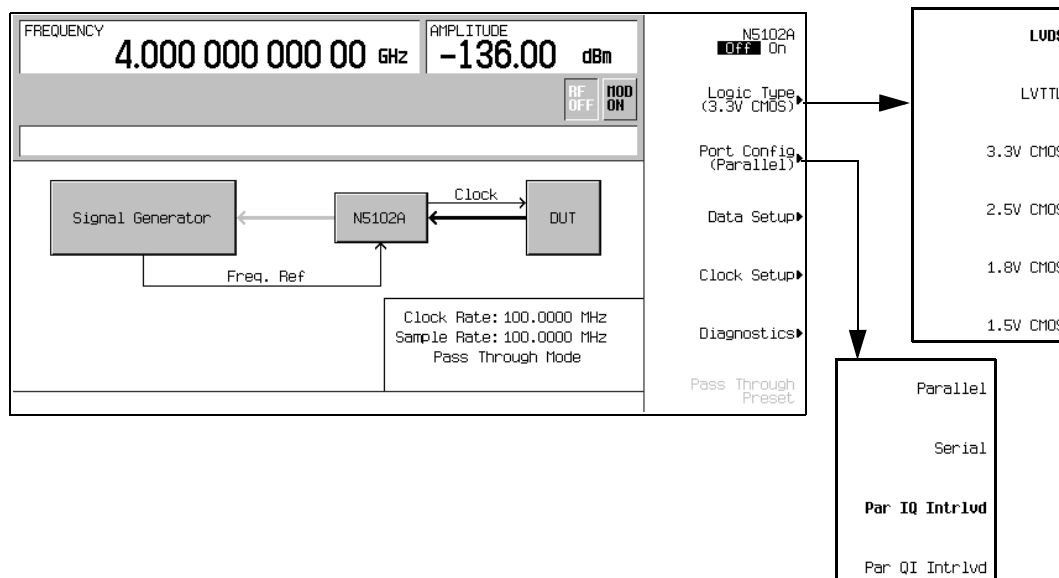 FREQUENCY
4.000 000 000 00 GHz
AMPLITUDE
-136.00 dBm
RF OFF
MOD ON
N5102A
Off On
Logic Type
(3.3V CMOS)
Port Config
(Parallel)
Data Setup
Clock Setup
Diagnostics
Pass Through
Preset
Signal Generator
N5102A
Clock
DUT
Freq. Ref
Clock Rate: 100.0000 MHz
Sample Rate: 100.0000 MHz
Pass Through Mode
LVDS
LVTTL
3.3V CMOS
2.5V CMOS
1.8V CMOS
1.5V CMOS
Parallel
Serial
Par IQ Intrlvd
Par QI Intrlvd